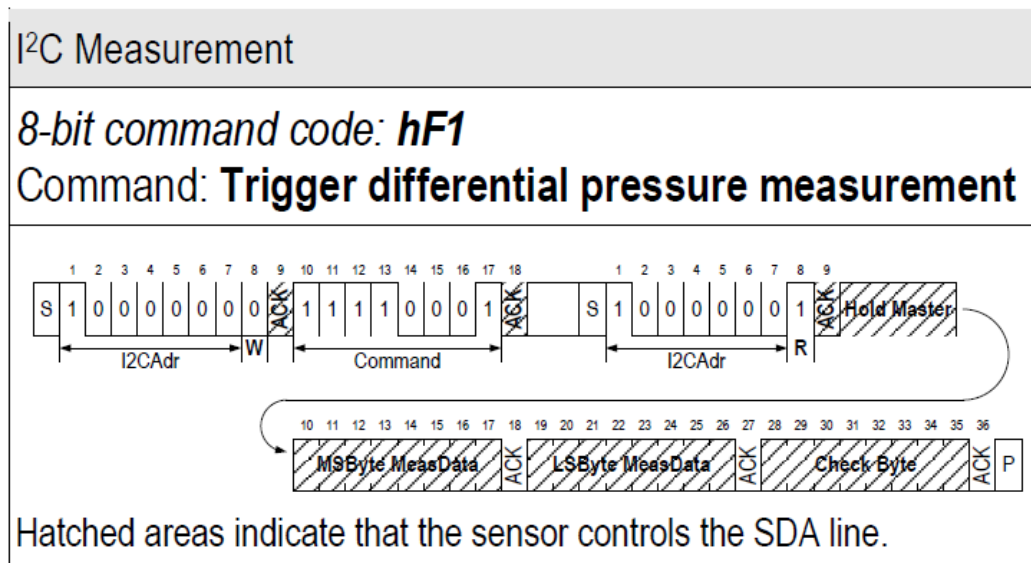 I²C Measurement
8-bit command code: hF1
Command: Trigger differential pressure measurement
1 2 3 4 5 6 7 8 9 10 11 12 13 14 15 16 17 18 1 2 3 4 5 6 7 8 9
S 1 0 0 0 0 0 0 0 ACK 1 1 1 1 0 0 0 1 ACK S 1 0 0 0 0 0 0 1 ACK Hold Master
I2CAdr W Command I2CAdr R
10 11 12 13 14 15 16 17 18 19 20 21 22 23 24 25 26 27 28 29 30 31 32 33 34 35 36
MSByte MeasData ACK LSByte MeasData ACK Check Byte ACK P
Hatched areas indicate that the sensor controls the SDA line.